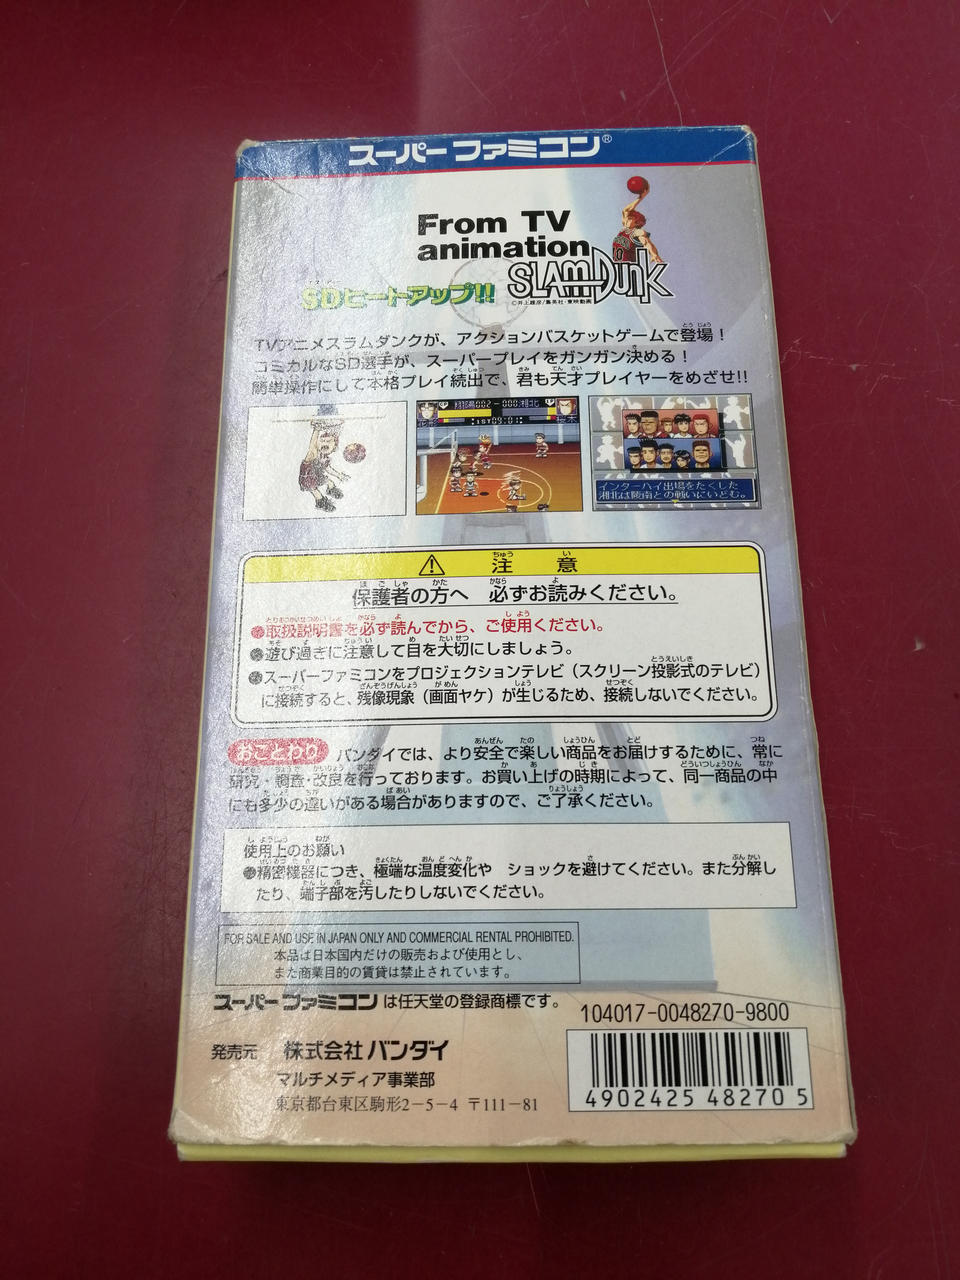 スーパーファミコン®
From TV
animation
SLAM DUNK
SDヒートアップ!!
©井上雄彦/集英社・東映動画
TVアニメスラムダンクが、アクションバスケットゲームで登場！
コミカルなSD選手が、スーパープレイをガンガン決める！
簡単操作にして本格プレイ続出で、君も天才プレイヤーをめざせ!!
002-000 湘北
1ST 09:01
インターハイ出場をたくした
湘北は陵南との戦いにいどむ。
⚠ 注意
保護者の方へ 必ずお読みください。
●取扱説明書を必ず読んでから、ご使用ください。
●遊び過ぎに注意して目を大切にしましょう。
●スーパーファミコンをプロジェクションテレビ（スクリーン投影式のテレビ）
に接続すると、残像現象（画面ヤケ）が生じるため、接続しないでください。
おことわり バンダイでは、より安全で楽しい商品をお届けするために、常に
研究・調査・改良を行っております。お買い上げの時期によって、同一商品の中
にも多少の違いがある場合がありますので、ご了承ください。
使用上のお願い
●精密機器につき、極端な温度変化や ショックを避けてください。また分解し
たり、端子部を汚したりしないでください。
FOR SALE AND USE IN JAPAN ONLY AND COMMERCIAL RENTAL PROHIBITED.
本品は日本国内だけの販売および使用とし、
また商業目的の賃貸は禁止されています。
スーパーファミコンは任天堂の登録商標です。
104017-0048270-9800
発売元 株式会社バンダイ
マルチメディア事業部
東京都台東区駒形2-5-4 〒111-81
4902425 48270 5